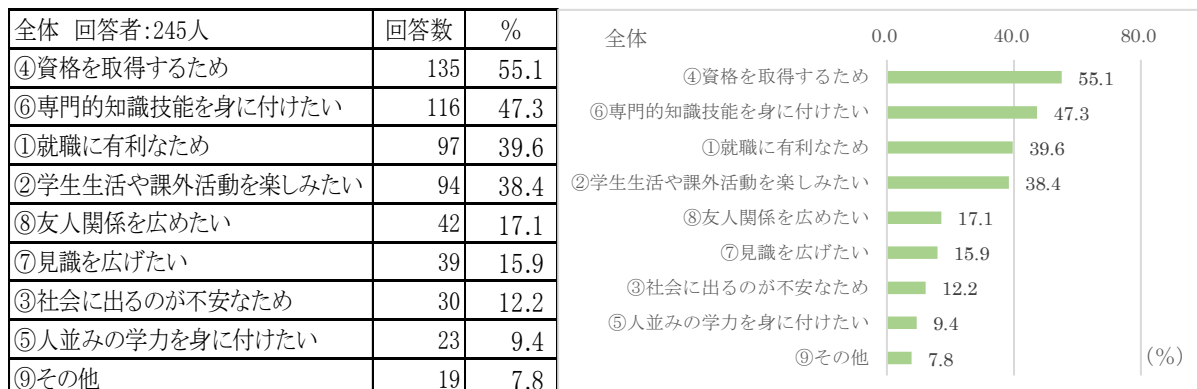 全体 回答者:245人 回答数 %
④資格を取得するため 135 55.1
⑥専門的知識技能を身に付けたい 116 47.3
①就職に有利なため 97 39.6
②学生生活や課外活動を楽しみたい 94 38.4
⑧友人関係を広めたい 42 17.1
⑦見識を広げたい 39 15.9
③社会に出るのが不安なため 30 12.2
⑤人並みの学力を身に付けたい 23 9.4
⑨その他 19 7.8
全体 0.0 40.0 80.0
④資格を取得するため 55.1
⑥専門的知識技能を身に付けたい 47.3
①就職に有利なため 39.6
②学生生活や課外活動を楽しみたい 38.4
⑧友人関係を広めたい 17.1
⑦見識を広げたい 15.9
③社会に出るのが不安なため 12.2
⑤人並みの学力を身に付けたい 9.4
⑨その他 7.8 (%)